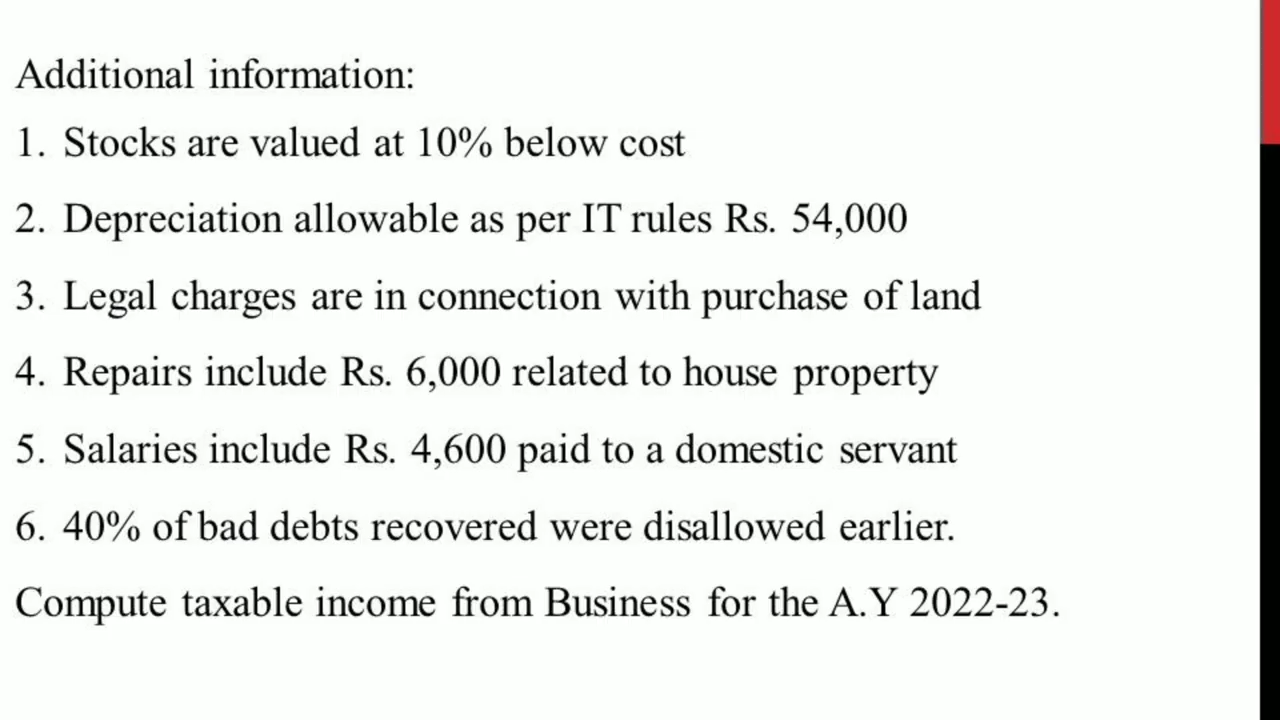 Additional information:
1. Stocks are valued at 10% below cost
2. Depreciation allowable as per IT rules Rs. 54,000
3. Legal charges are in connection with purchase of land
4. Repairs include Rs. 6,000 related to house property
5. Salaries include Rs. 4,600 paid to a domestic servant
6. 40% of bad debts recovered were disallowed earlier.
Compute taxable income from Business for the A.Y 2022-23.